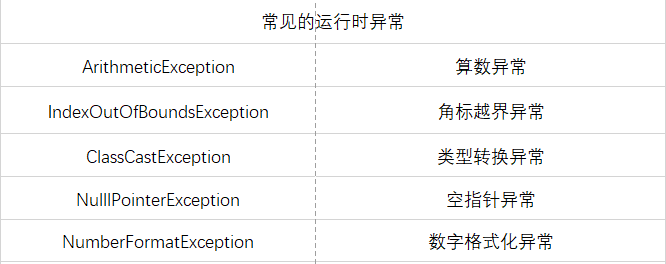 常见的运行时异常
ArithmeticException 算数异常
IndexOutOfBoundsException 角标越界异常
ClassCastException 类型转换异常
NulllPointerException 空指针异常
NumberFormatException 数字格式化异常